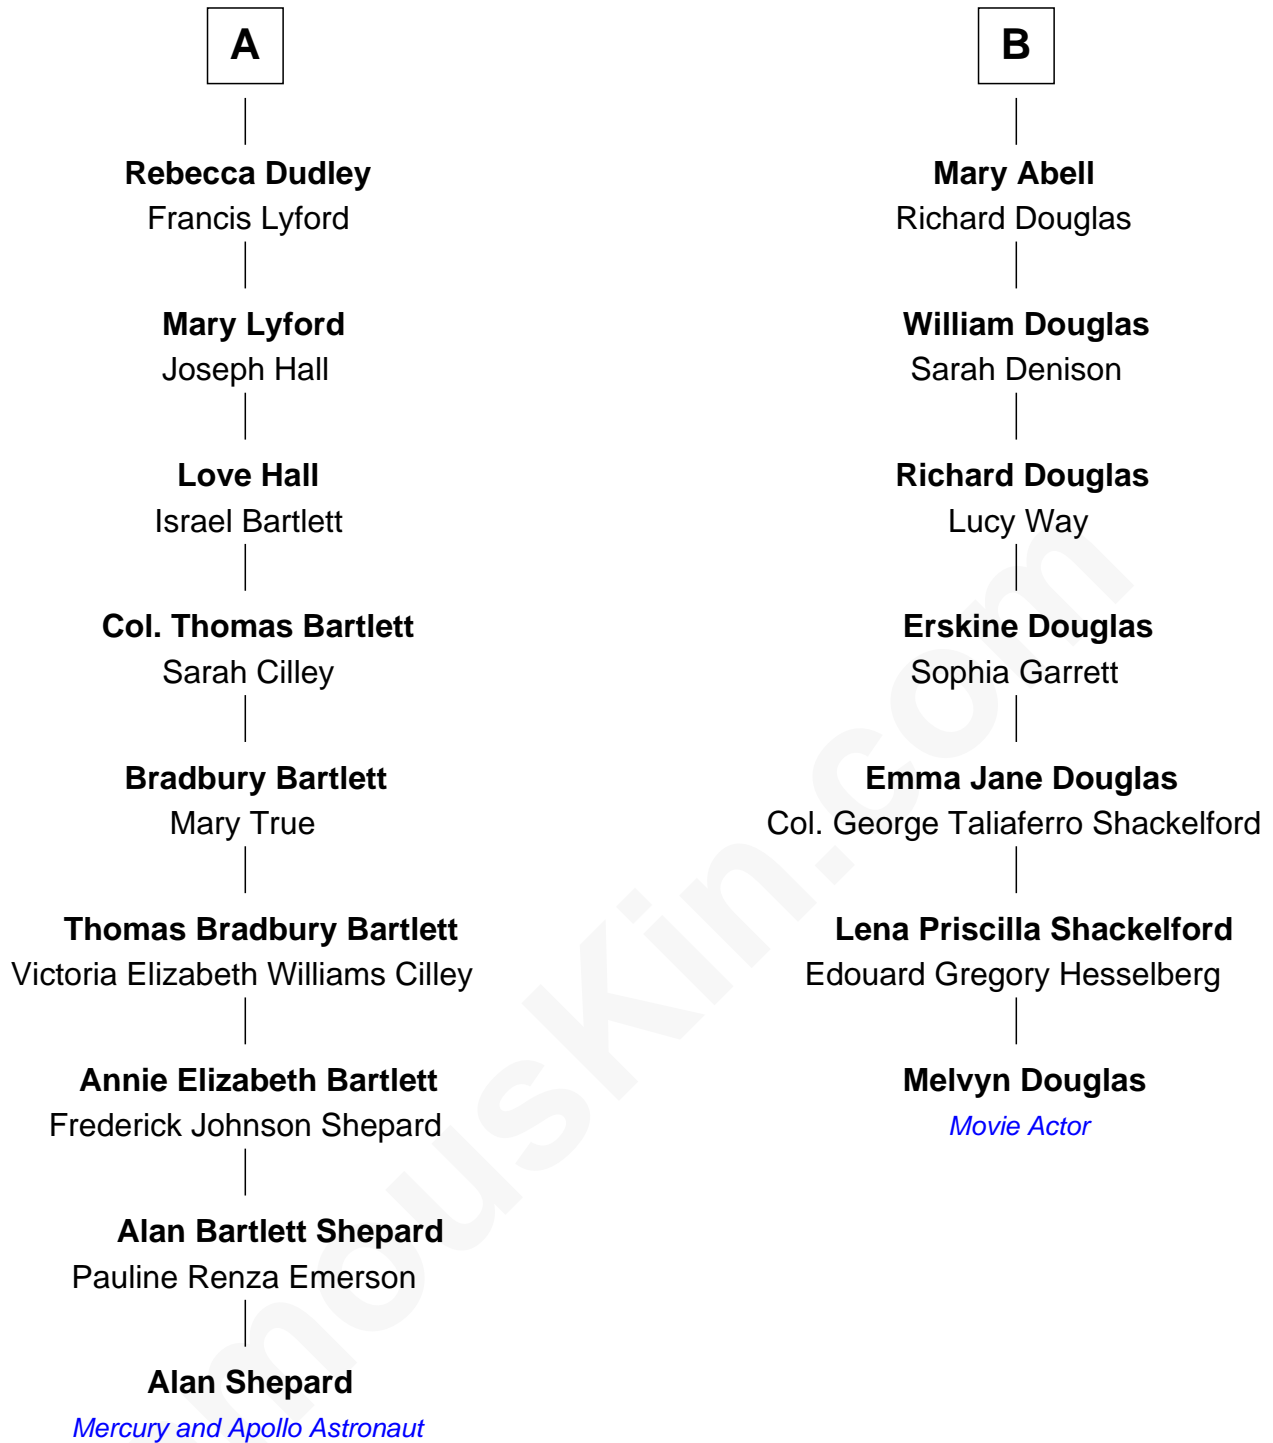 A
Rebecca Dudley
Francis Lyford
Mary Lyford
Joseph Hall
Love Hall
Israel Bartlett
Col. Thomas Bartlett
Sarah Cilley
Bradbury Bartlett
Mary True
Thomas Bradbury Bartlett
Victoria Elizabeth Williams Cilley
Annie Elizabeth Bartlett
Frederick Johnson Shepard
Alan Bartlett Shepard
Pauline Renza Emerson
Alan Shepard
Mercury and Apollo Astronaut
B
Mary Abell
Richard Douglas
William Douglas
Sarah Denison
Richard Douglas
Lucy Way
Erskine Douglas
Sophia Garrett
Emma Jane Douglas
Col. George Taliaferro Shackelford
Lena Priscilla Shackelford
Edouard Gregory Hesselberg
Melvyn Douglas
Movie Actor
mousKin.com